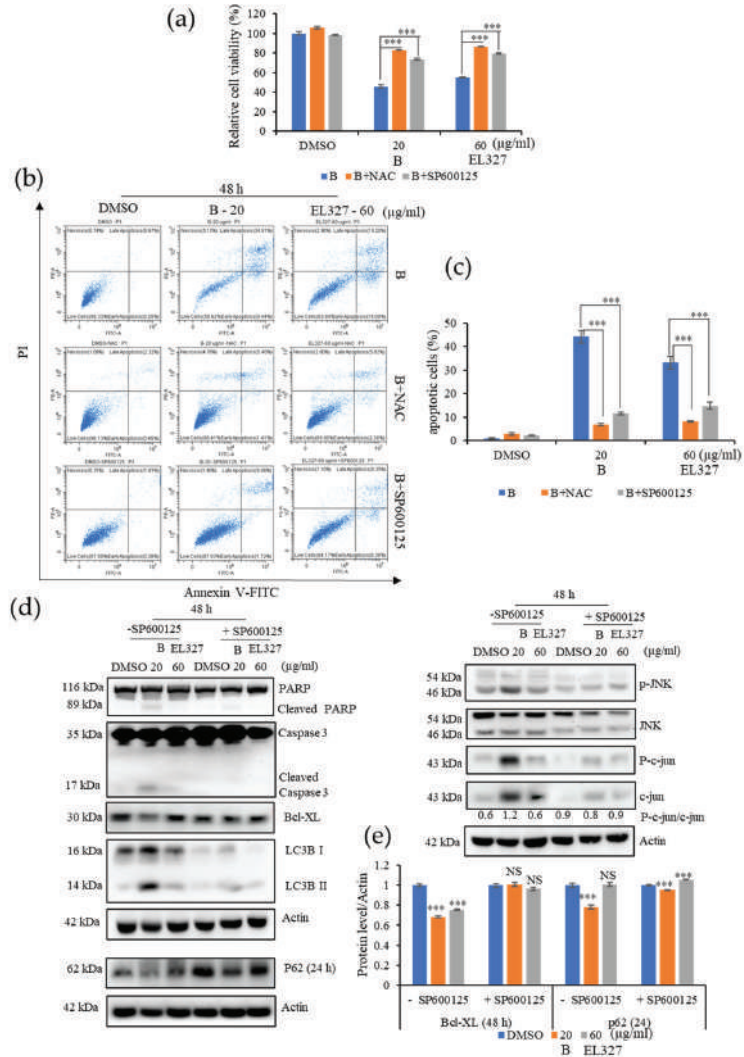 (a)
Relative cell viability (%)
120
100
80
60
40
20
0
*** ***
*** ***
DMSO
20
B
60 (µg/ml)
EL327
B B+NAC B+SP600125
(b)
48 h
DMSO B - 20 EL327 - 60 (µg/ml)
PI
B
B+NAC
B+SP600125
PE-A
FITC-A
Annexin V-FITC
(c)
apoptotic cells (%)
50
40
30
20
10
0
***
***
***
***
DMSO
20
B
60 (µg/ml)
EL327
B B+NAC B+SP600125
(d)
48 h
-SP600125 + SP600125
B EL327 B EL327
DMSO 20 60 DMSO 20 60 (µg/ml)
116 kDa PARP
89 kDa Cleaved PARP
35 kDa Caspase 3
17 kDa Cleaved
Caspase 3
30 kDa Bcl-XL
16 kDa LC3B I
14 kDa LC3B II
42 kDa Actin
62 kDa P62 (24 h)
42 kDa Actin
48 h
-SP600125 + SP600125
B EL327 B EL327
DMSO 20 60 DMSO 20 60 (µg/ml)
54 kDa
46 kDa p-JNK
54 kDa
46 kDa JNK
43 kDa P-c-jun
43 kDa c-jun
0.6 1.2 0.6 0.9 0.8 0.9 P-c-jun/c-jun
42 kDa Actin
(e)
Protein level/Actin
1.2
1
0.8
0.6
0.4
0.2
0
*** *** NS NS *** NS *** ***
- SP600125 + SP600125 - SP600125 + SP600125
Bcl-XL (48 h) p62 (24)
DMSO 20 60 (µg/ml)
B EL327